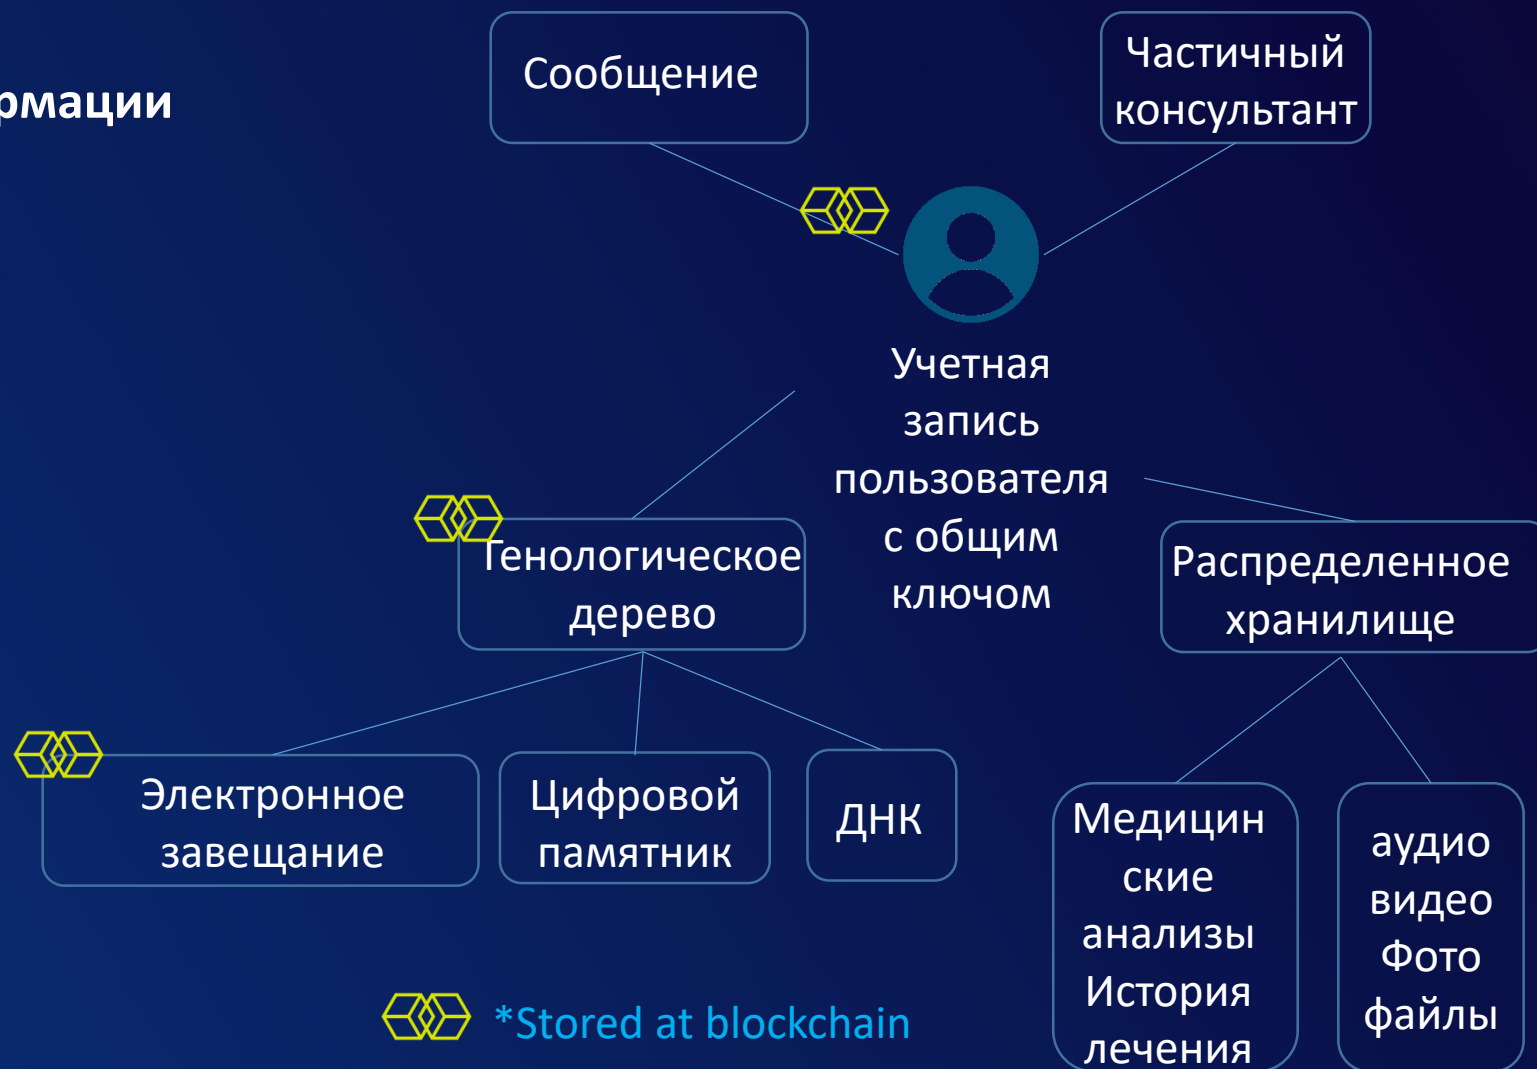 рмации
Сообщение
Частичный
консультант
Учетная
запись
пользователя
с общим
ключом
Генологическое
дерево
Распределенное
хранилище
Электронное
завещание
Цифровой
памятник
ДНК
Медицин
ские
анализы
История
лечения
аудио
видео
Фото
файлы
*Stored at blockchain